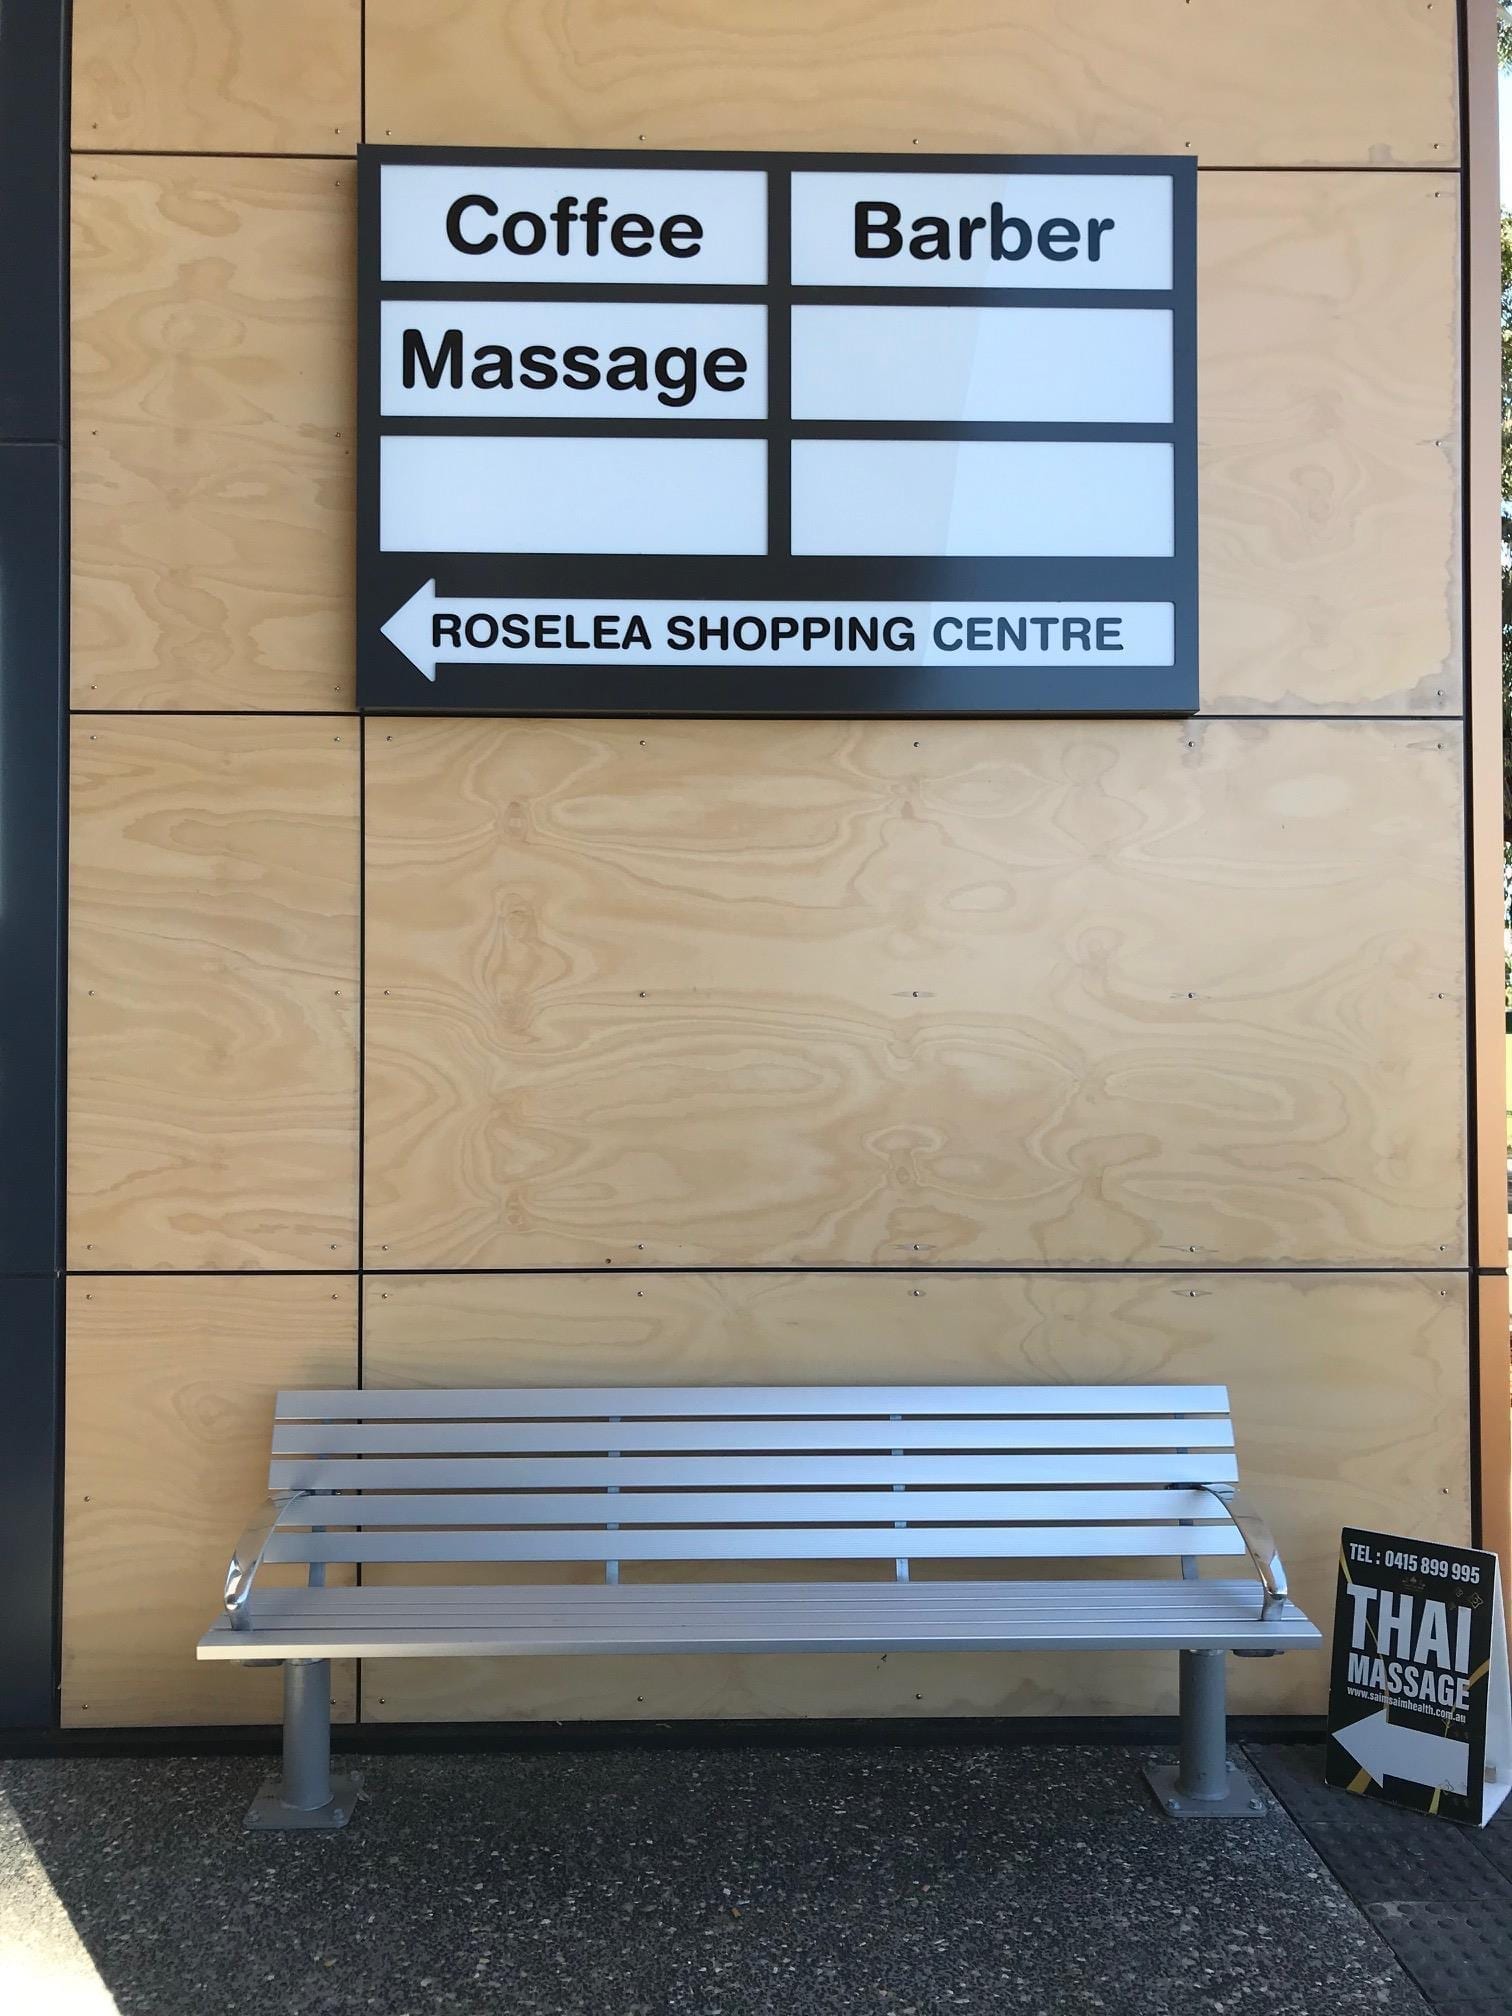 Coffee
Barber
Massage
ROSELEA SHOPPING CENTRE
TEL : 0415 899 995
THAI
MASSAGE
www.saimsaimhealth.com.au